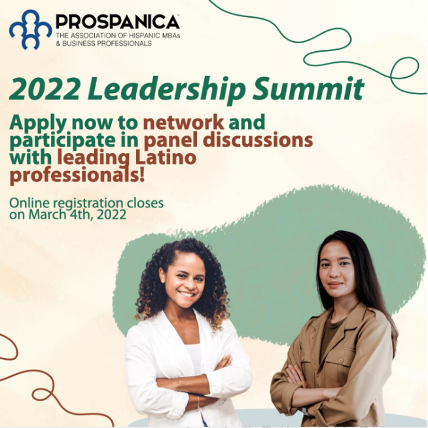 PROSPANICA
THE ASSOCIATION OF HISPANIC MBAs
& BUSINESS PROFESSIONALS
2022 Leadership Summit
Apply now to network and
participate in panel discussions
with leading Latino
professionals!
Online registration closes
on March 4th, 2022